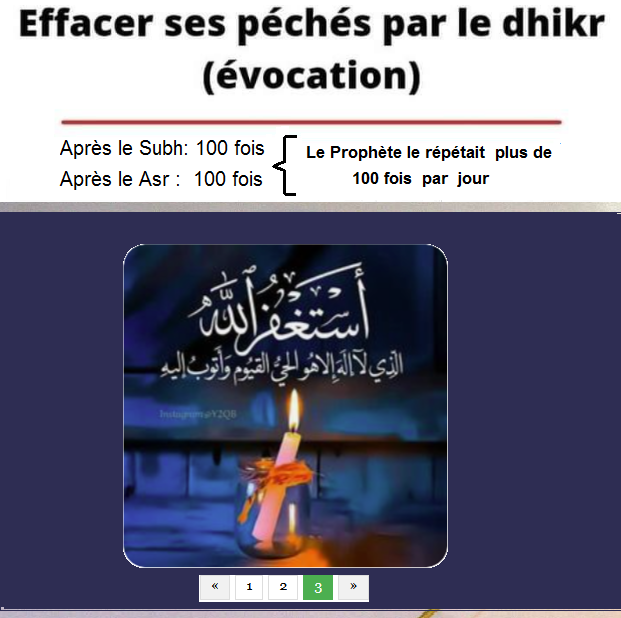 Effacer ses péchés par le dhikr
(évocation)
Après le Subh: 100 fois
Après le Asr : 100 fois
Le Prophète le répétait plus de
100 fois par jour
أستغفر الله
الذي لا إله إلا هو الحي القيوم وأتوب إليه
Instagram@Y2QB
« 1 2 3 »